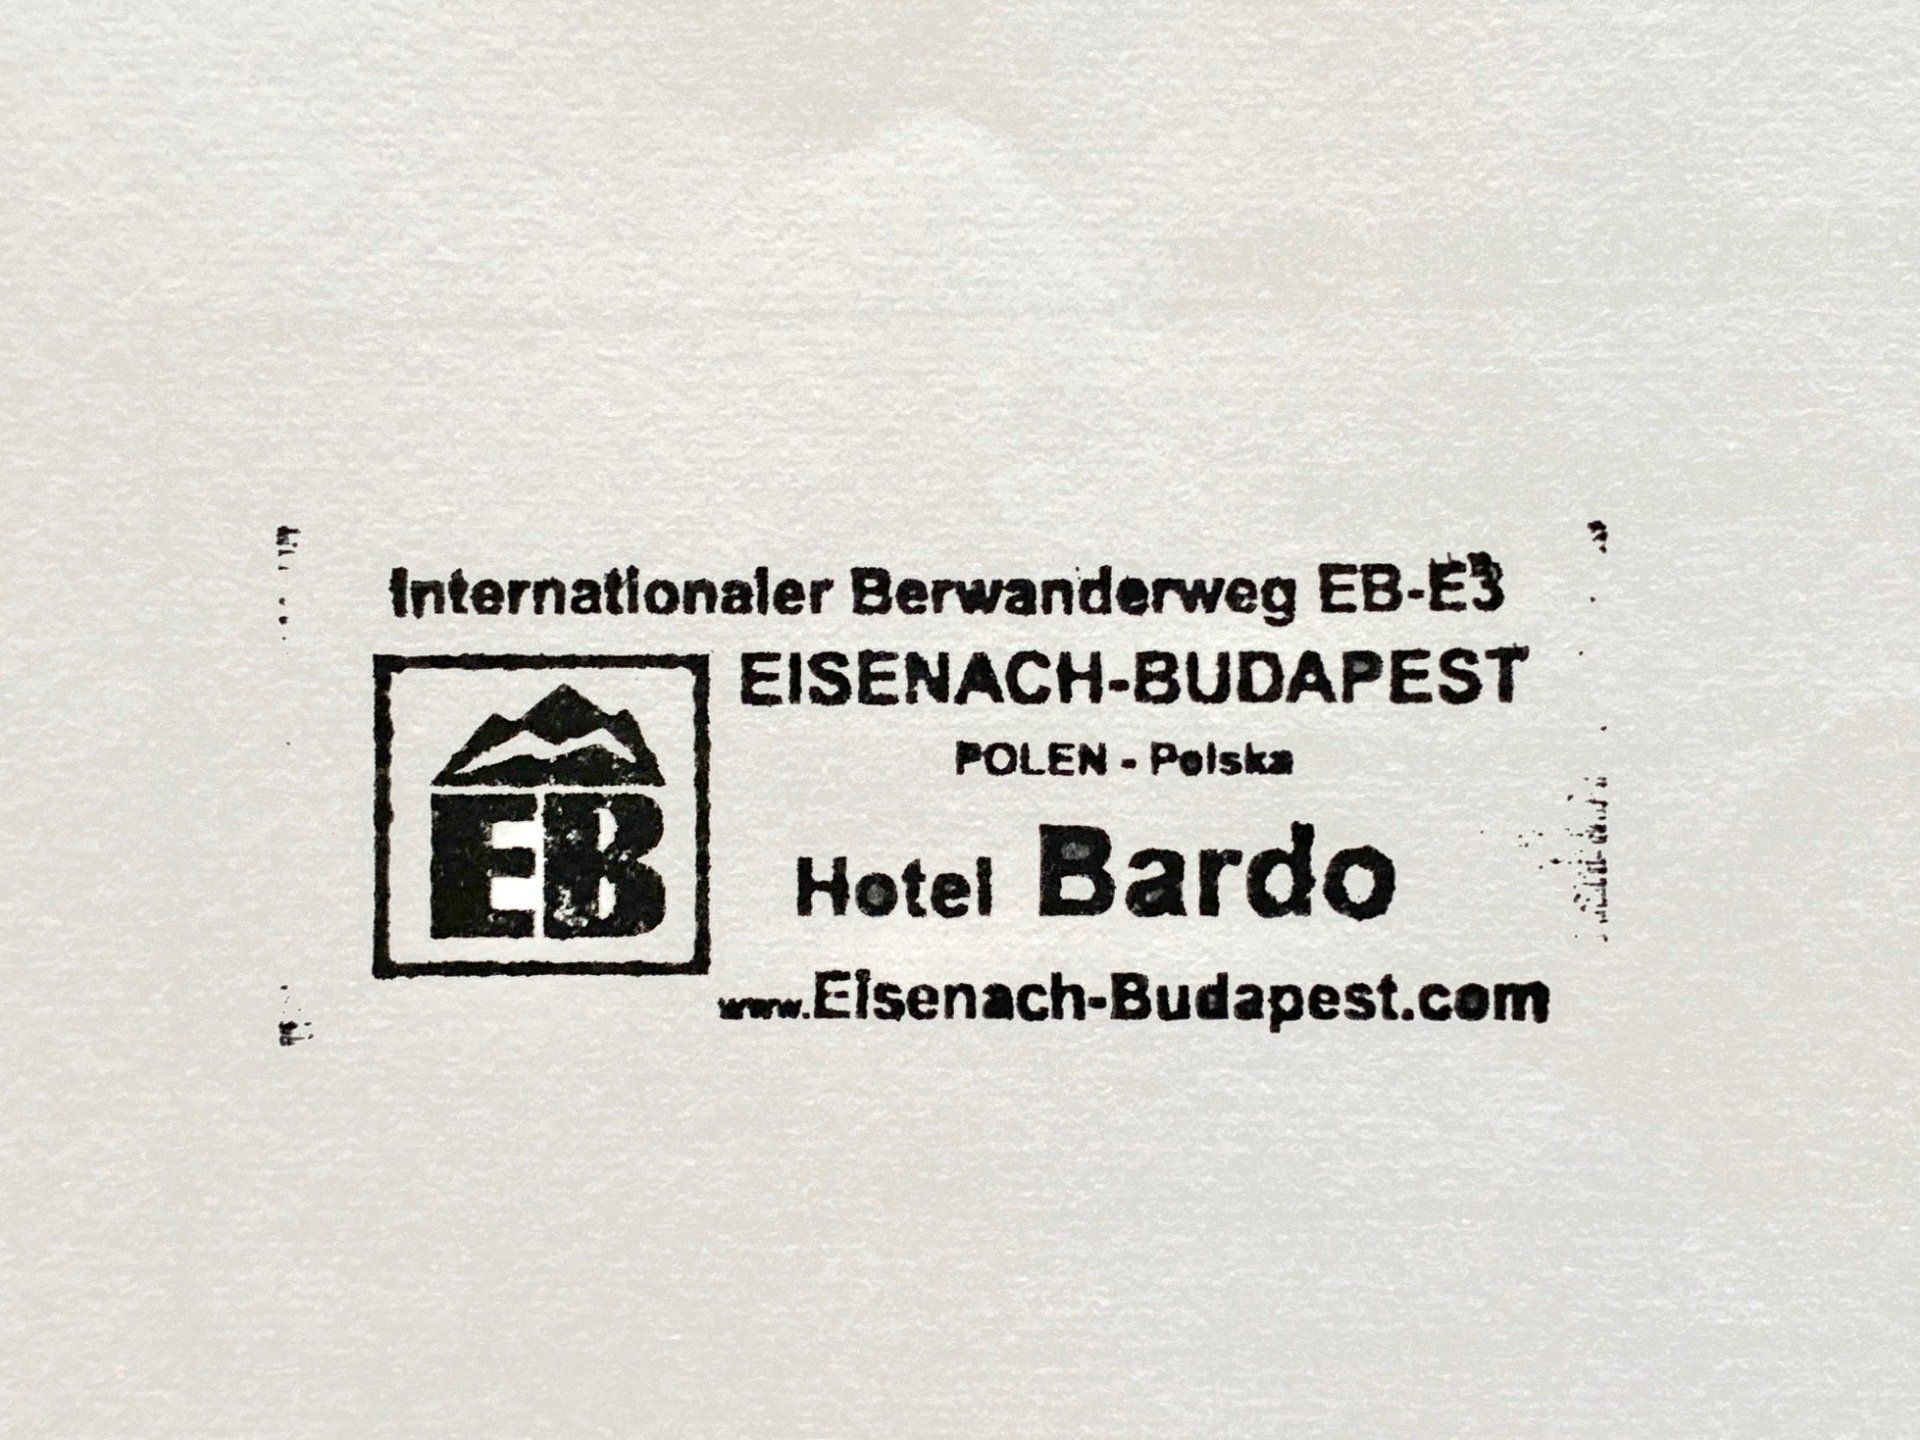 Internationaler Berwanderweg EB-E3
EISENACH-BUDAPEST
POLEN - Polska
EB
Hotel Bardo
www.Eisenach-Budapest.com